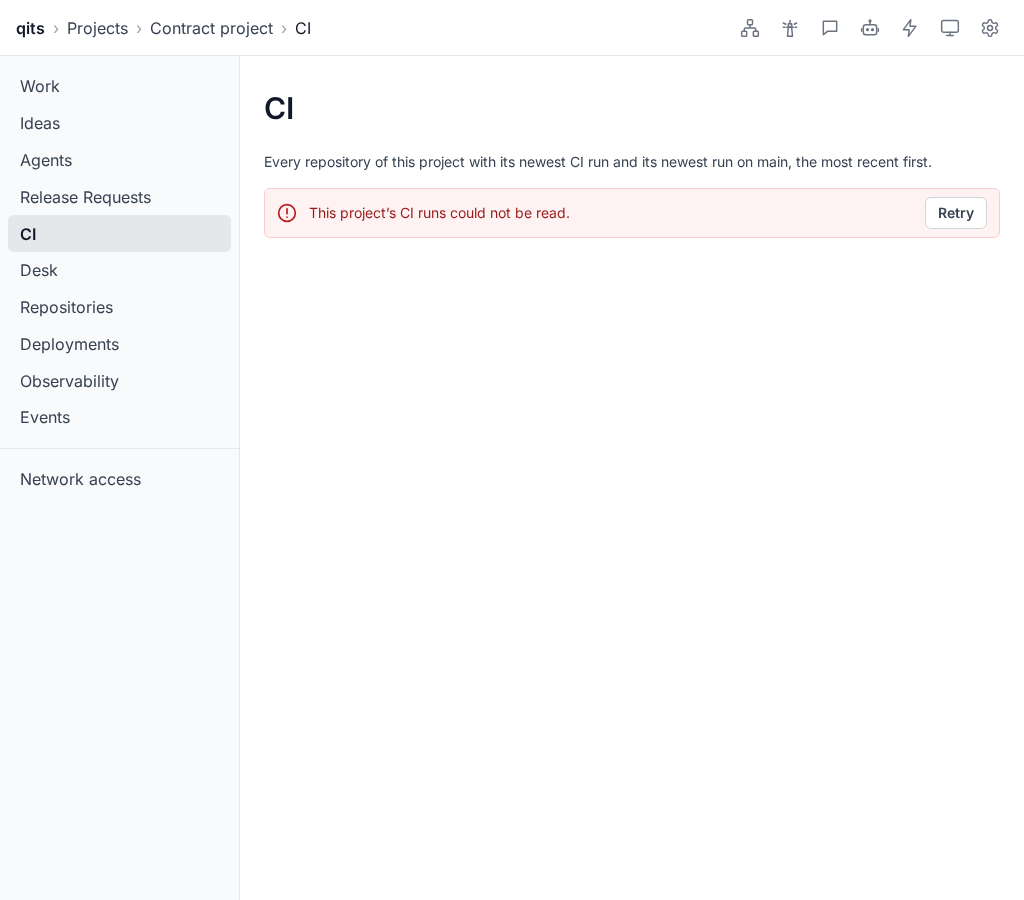 qits › Projects › Contract project › CI
Work
Ideas
Agents
Release Requests
CI
Desk
Repositories
Deployments
Observability
Events
Network access
CI
Every repository of this project with its newest CI run and its newest run on main, the most recent first.
This project’s CI runs could not be read.
Retry